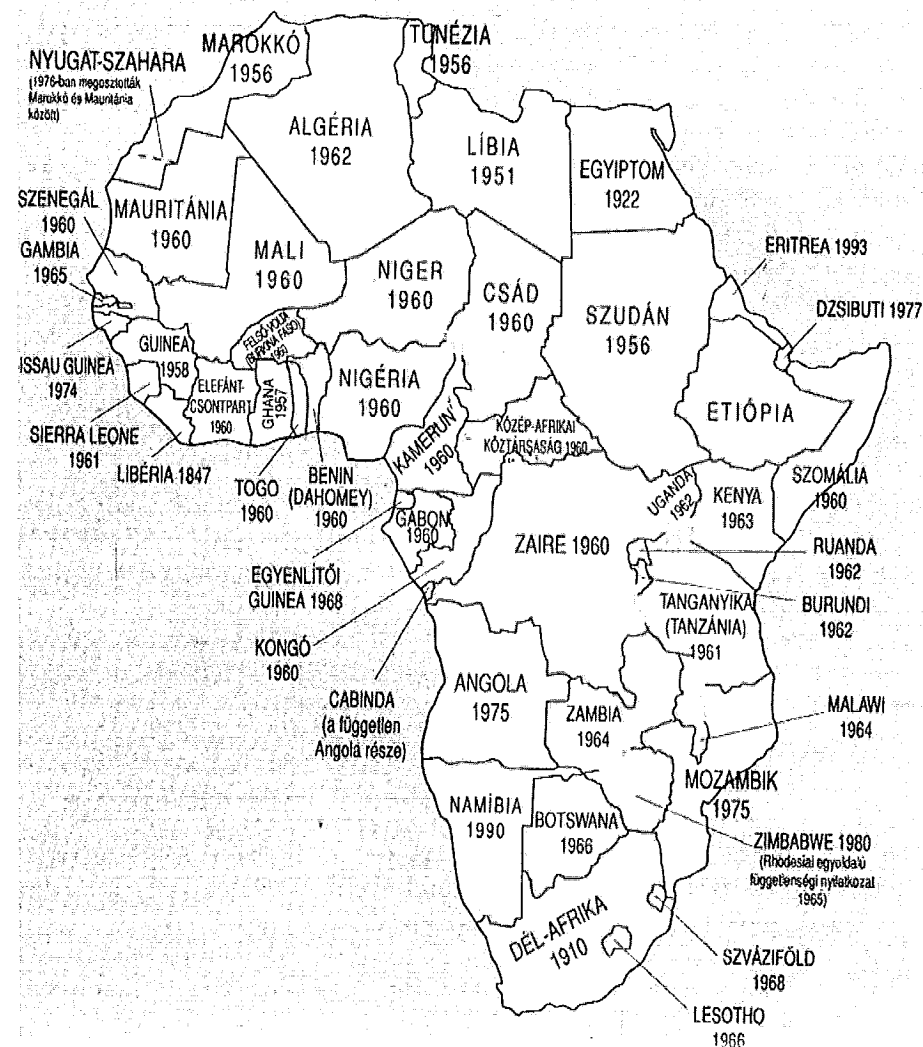 MAROKKÓ
1956
TUNÉZIA
1956
NYUGAT-SZAHARA
(1976-ban megosztották
Marokkó és Mauritánia
között)
ALGÉRIA
1962
LÍBIA
1951
EGYIPTOM
1922
SZENEGÁL
1960
GAMBIA
1965
MAURITÁNIA
1960
MALI
1960
NIGER
1960
CSÁD
1960
SZUDÁN
1956
ERITREA 1993
DZSIBUTI 1977
ISSAU GUINEA
1974
GUINEA
1958
FELSŐ-VOLTA
(BURKINA FASO)
ELEFÁNT-
CSONTPART
1960
GHANA
1957
NIGÉRIA
1960
ETIÓPIA
SIERRA LEONE
1961
LIBÉRIA 1847
TOGO
1960
BENIN
(DAHOMEY)
1960
KAMERUN
1960
KÖZÉP-AFRIKAI
KÖZTÁRSASÁG 1960
UGANDA
1962
KENYA
1963
SZOMÁLIA
1960
GABON
1960
ZAIRE 1960
RUANDA
1962
EGYENLÍTŐI
GUINEA 1968
BURUNDI
1962
TANGANYIKA
(TANZÁNIA)
1961
KONGÓ
1960
CABINDA
(a független
Angola része)
ANGOLA
1975
ZAMBIA
1964
MALAWI
1964
MOZAMBIK
1975
NAMÍBIA
1990
BOTSWANA
1966
ZIMBABWE 1980
(Rhodesiai egyoldalú
függetlenségi nyilatkozat
1965)
DÉL-AFRIKA
1910
SZVÁZIFÖLD
1968
LESOTHO
1966